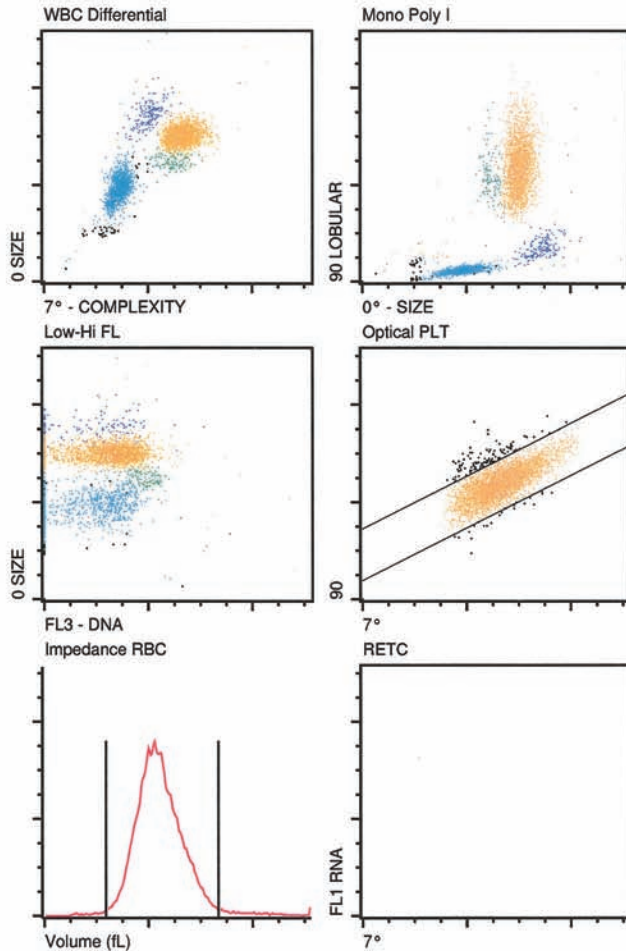 WBC Differential
0 SIZE
7° - COMPLEXITY
Mono Poly I
90 LOBULAR
0° - SIZE
Low-Hi FL
0 SIZE
FL3 - DNA
Optical PLT
90
7°
Impedance RBC
Volume (fL)
RETC
FL1 RNA
7°